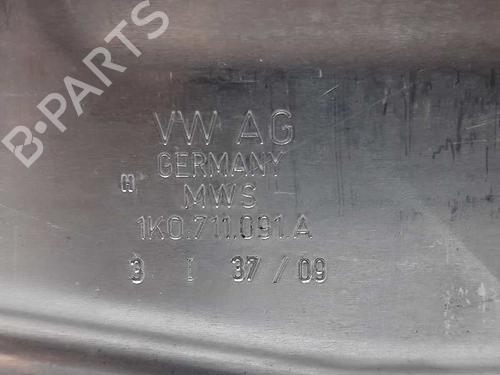 B-PARTS
VW AG
GERMANY
H
MWS
1K0.711.091.A
3 I 37/09